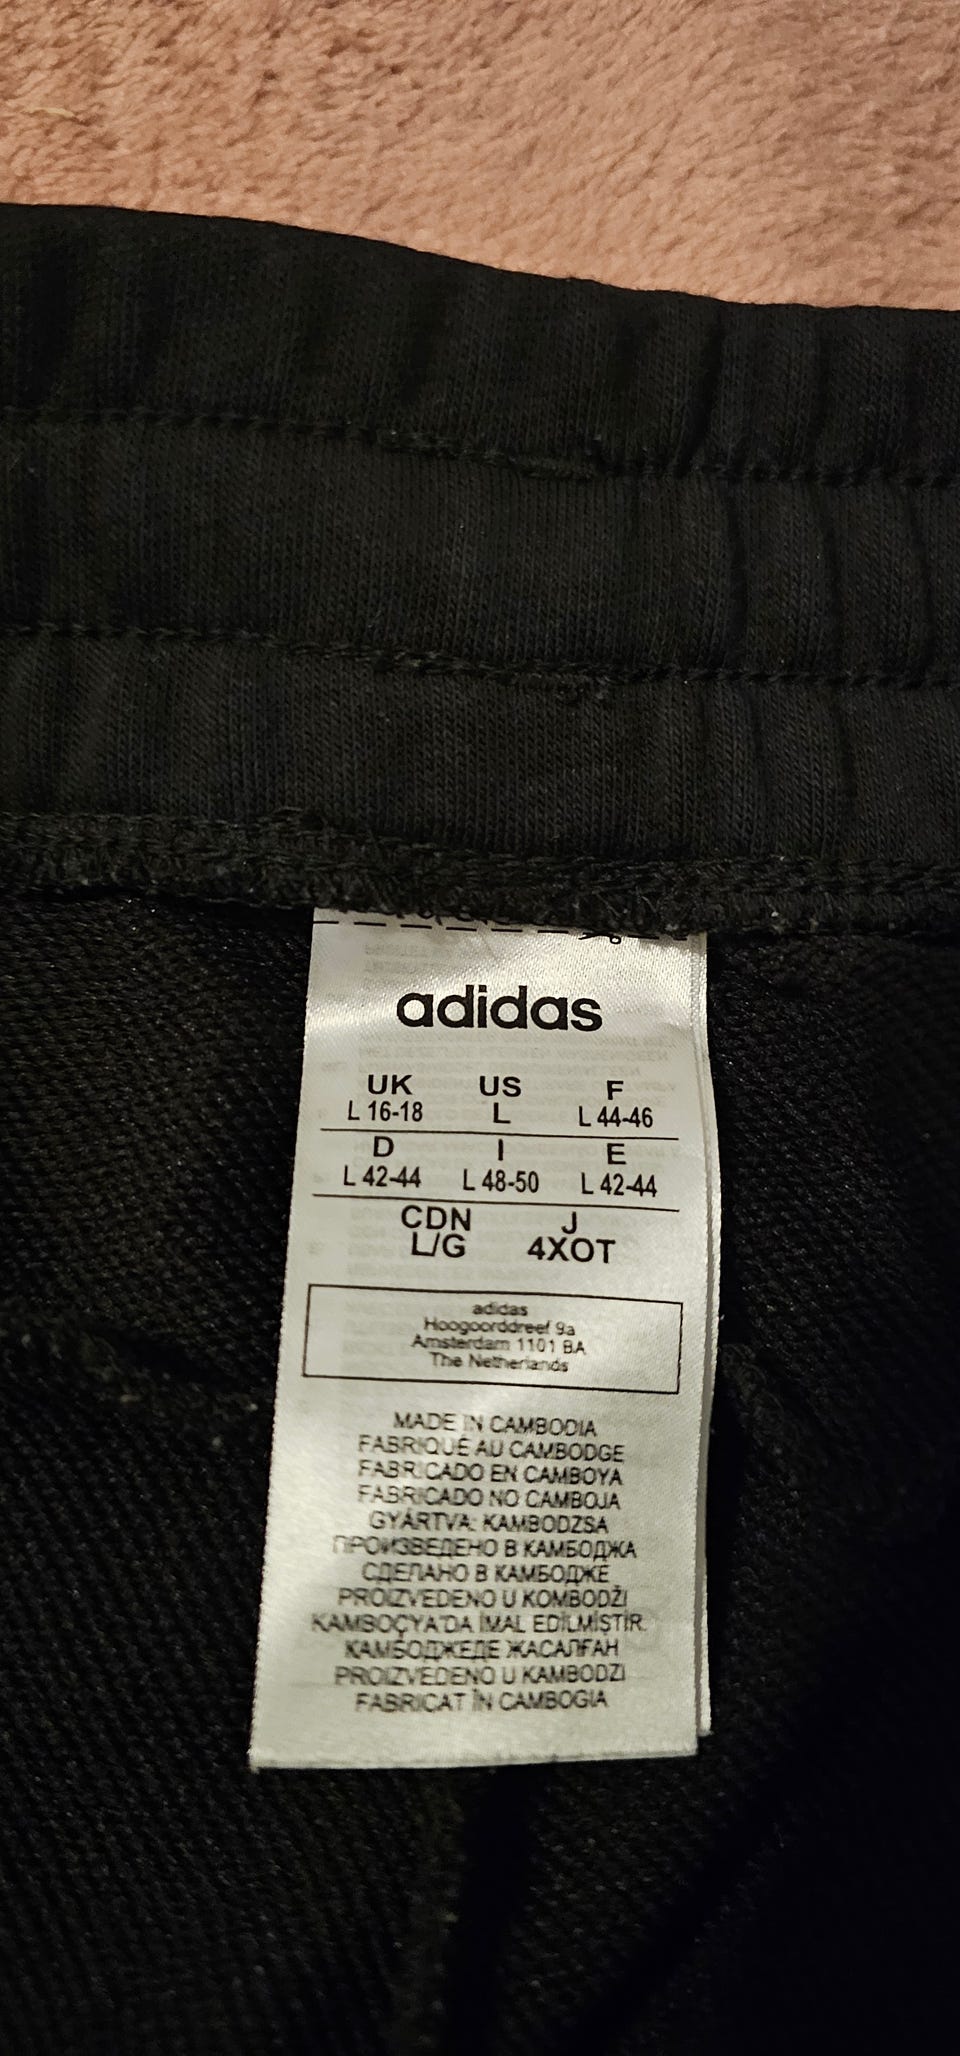 adidas
UK US F
L 16-18 L L 44-46
D I E
L 42-44 L 48-50 L 42-44
CDN J
L/G 4XOT
adidas
Hoogoorddreef 9a
Amsterdam 1101 BA
The Netherlands
MADE IN CAMBODIA
FABRIQUÉ AU CAMBODGE
FABRICADO EN CAMBOYA
FABRICADO NO CAMBOJA
GYÁRTVA: KAMBODZSA
ПРОИЗВЕДЕНО В КАМБОДЖА
СДЕЛАНО В КАМБОДЖЕ
PROIZVEDENO U KOMBODŽI
KAMBOÇYA'DA İMAL EDİLMİŞTİR.
КАМБОДЖЕДЕ ЖАСАЛҒАН
PROIZVEDENO U KAMBODZI
FABRICAT ÎN CAMBOGIA